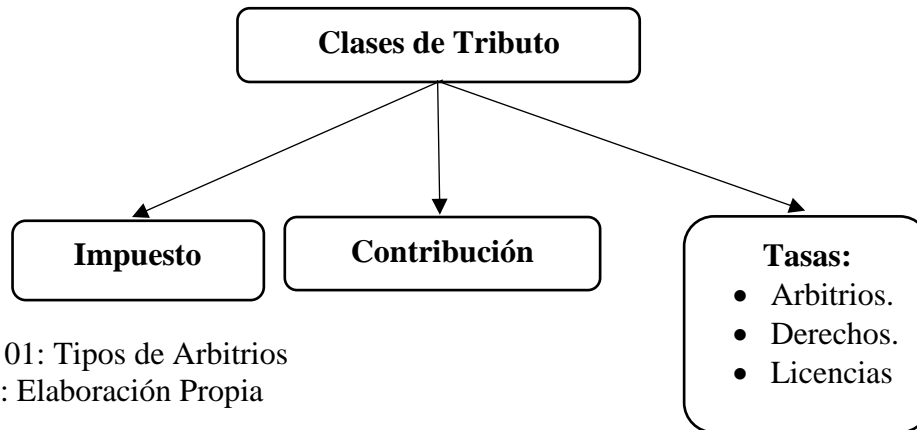 Clases de Tributo
Impuesto
Contribución
Tasas:
• Arbitrios.
• Derechos.
• Licencias
01: Tipos de Arbitrios
: Elaboración Propia